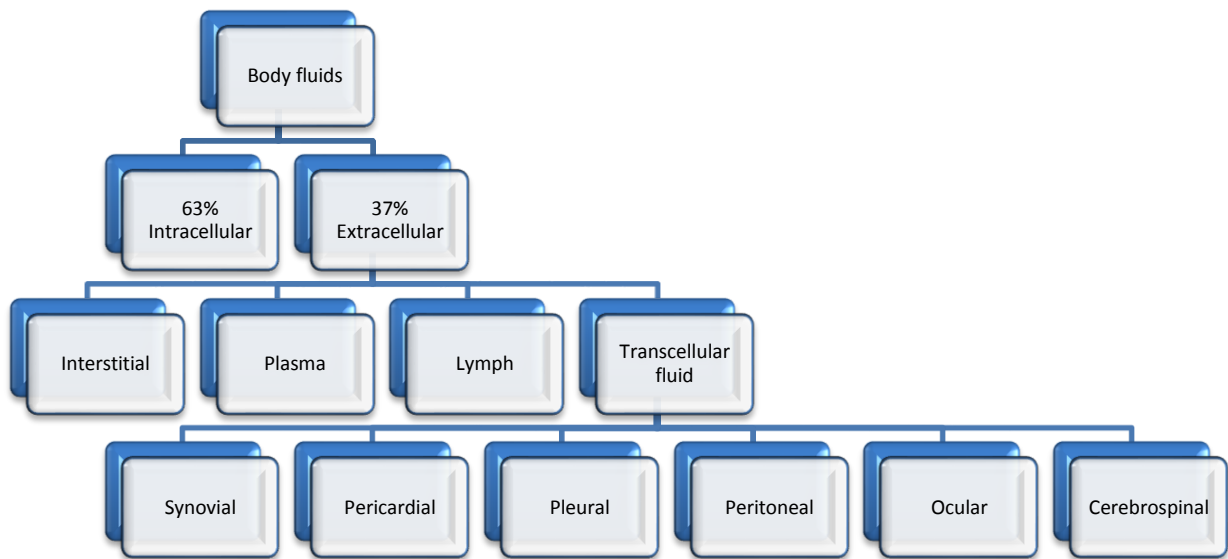 Body fluids
63%
Intracellular
37%
Extracellular
Interstitial
Plasma
Lymph
Transcellular
fluid
Synovial
Pericardial
Pleural
Peritoneal
Ocular
Cerebrospinal